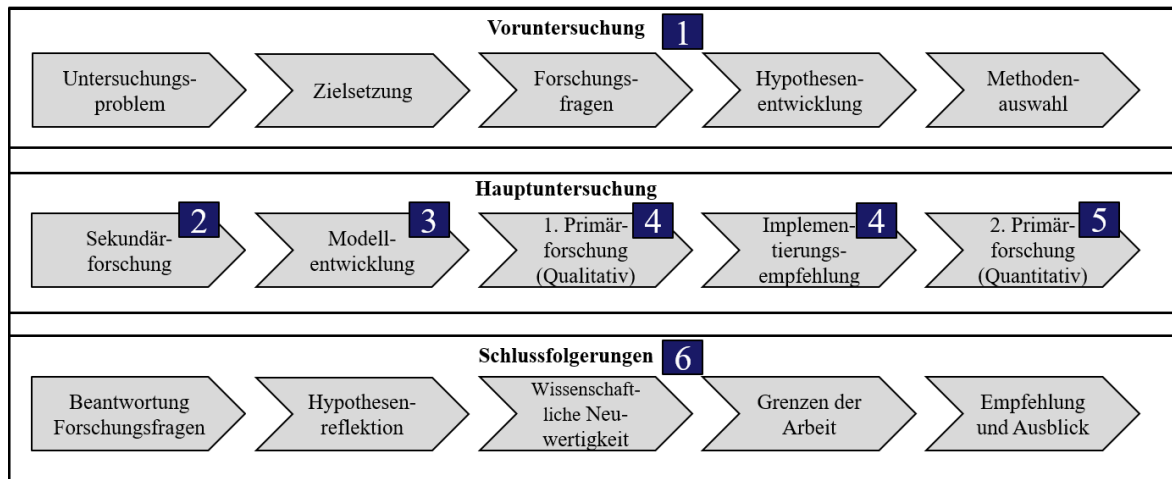 Voruntersuchung 1
Untersuchungs-
problem
Zielsetzung
Forschungs-
fragen
Hypothesen-
entwicklung
Methoden-
auswahl
Hauptuntersuchung
2
Sekundär-
forschung
3
Modell-
entwicklung
4
1. Primär-
forschung
(Qualitativ)
4
Implemen-
tierungs-
empfehlung
5
2. Primär-
forschung
(Quantitativ)
Schlussfolgerungen 6
Beantwortung
Forschungsfragen
Hypothesen-
reflektion
Wissenschaft-
liche Neu-
wertigkeit
Grenzen der
Arbeit
Empfehlung
und Ausblick